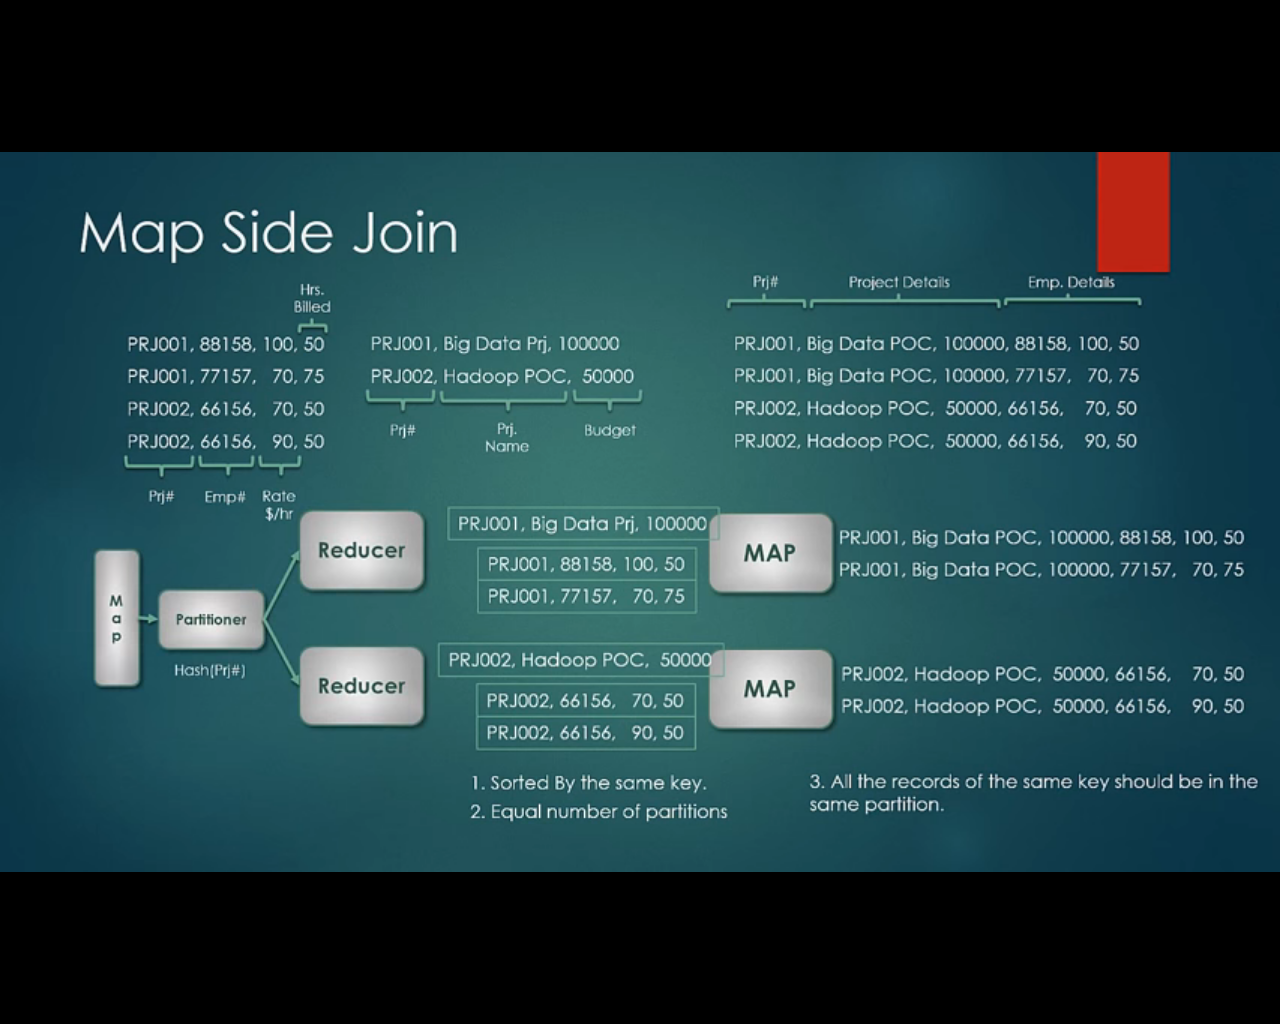 Map Side Join
Hrs.
Billed
PRJ001, 88158, 100, 50
PRJ001, 77157, 70, 75
PRJ002, 66156, 70, 50
PRJ002, 66156, 90, 50
Prj#
Emp#
Rate
$/hr
PRJ001, Big Data Prj, 100000
PRJ002, Hadoop POC, 50000
Prj#
Prj.
Name
Budget
Prj#
Project Details
Emp. Details
PRJ001, Big Data POC, 100000, 88158, 100, 50
PRJ001, Big Data POC, 100000, 77157, 70, 75
PRJ002, Hadoop POC, 50000, 66156, 70, 50
PRJ002, Hadoop POC, 50000, 66156, 90, 50
Map
Partitioner
Hash(Prj#)
Reducer
PRJ001, Big Data Prj, 100000
PRJ001, 88158, 100, 50
PRJ001, 77157, 70, 75
MAP
PRJ001, Big Data POC, 100000, 88158, 100, 50
PRJ001, Big Data POC, 100000, 77157, 70, 75
Reducer
PRJ002, Hadoop POC, 50000
PRJ002, 66156, 70, 50
PRJ002, 66156, 90, 50
MAP
PRJ002, Hadoop POC, 50000, 66156, 70, 50
PRJ002, Hadoop POC, 50000, 66156, 90, 50
1. Sorted By the same key.
2. Equal number of partitions
3. All the records of the same key should be in the
same partition.